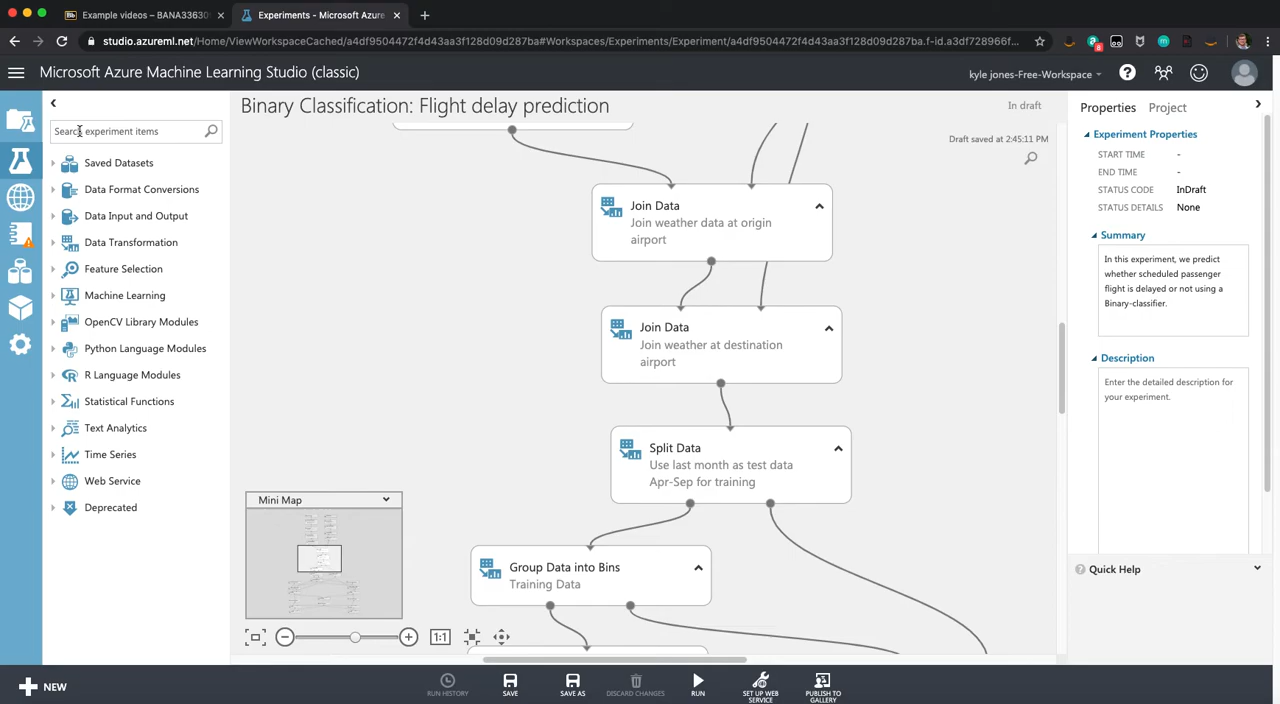 Example videos – BANA3363
Experiments - Microsoft Azure
studio.azureml.net/Home/ViewWorkspaceCached/a4df9504472f4d43aa3f128d09d287ba#Workspaces/Experiments/Experiment/a4df9504472f4d43aa3f128d09d287ba.f-id.a3df728966f...
8
Microsoft Azure Machine Learning Studio (classic)
kyle jones-Free-Workspace
Search experiment items
Saved Datasets
Data Format Conversions
Data Input and Output
Data Transformation
Feature Selection
Machine Learning
OpenCV Library Modules
Python Language Modules
R Language Modules
Statistical Functions
Text Analytics
Time Series
Web Service
Deprecated
Binary Classification: Flight delay prediction
In draft
Draft saved at 2:45:11 PM
Join Data
Join weather data at origin
airport
Join Data
Join weather at destination
airport
Split Data
Use last month as test data
Apr-Sep for training
Group Data into Bins
Training Data
Mini Map
1:1
Properties Project
Experiment Properties
START TIME -
END TIME -
STATUS CODE InDraft
STATUS DETAILS None
Summary
In this experiment, we predict
whether scheduled passenger
flight is delayed or not using a
Binary-classifier.
Description
Enter the detailed description for
your experiment.
Quick Help
NEW
RUN HISTORY
SAVE
SAVE AS
DISCARD CHANGES
RUN
SET UP WEB
SERVICE
PUBLISH TO
GALLERY